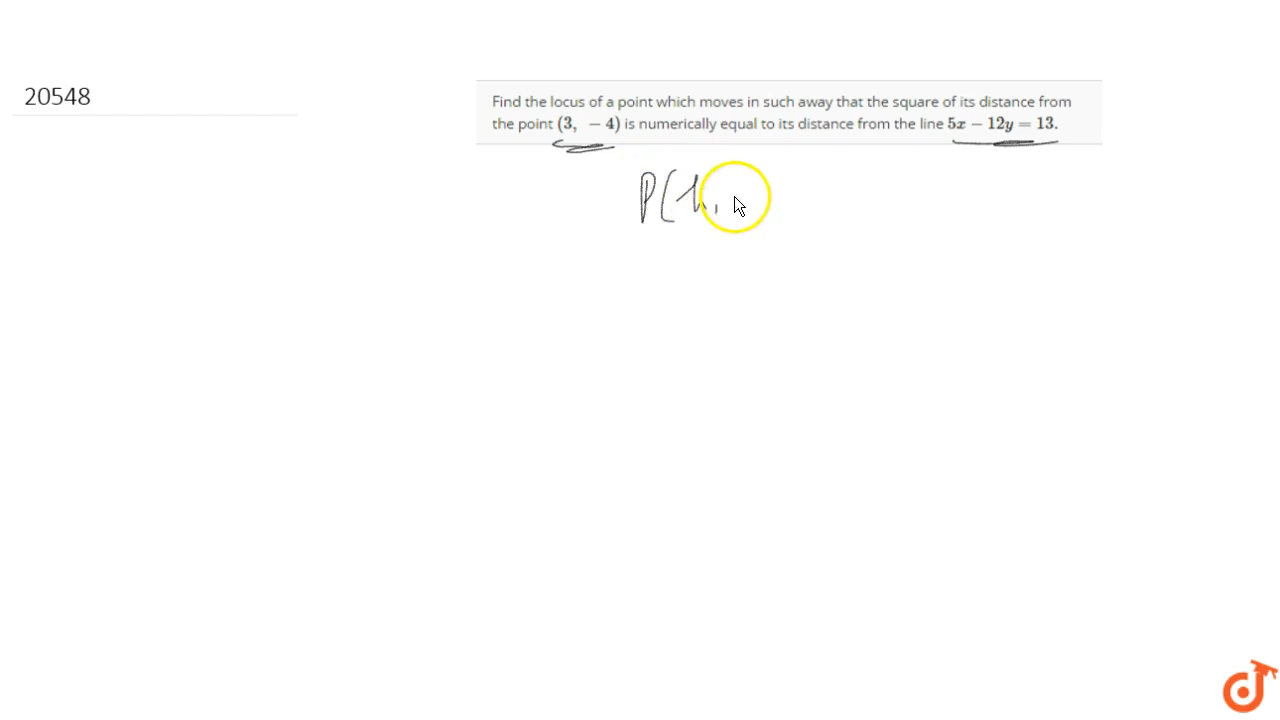 20548
Find the locus of a point which moves in such away that the square of its distance from
the point (3, − 4) is numerically equal to its distance from the line 5x − 12y = 13.
P(h,